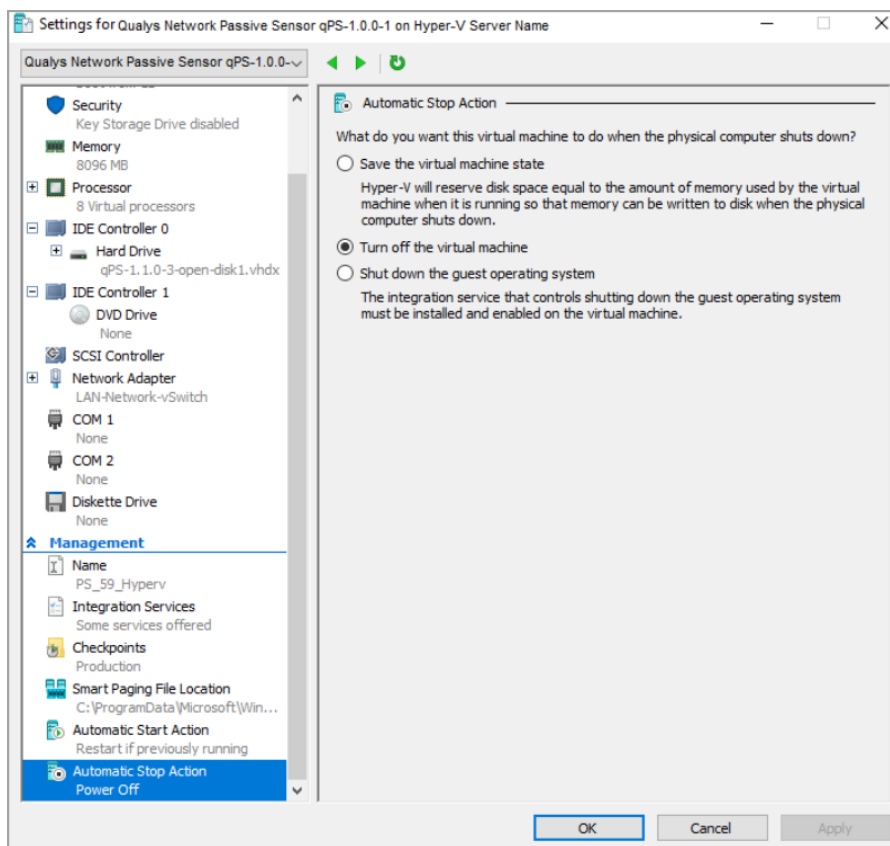 Settings for Qualys Network Passive Sensor qPS-1.0.0-1 on Hyper-V Server Name
Qualys Network Passive Sensor qPS-1.0.0-
Security
Key Storage Drive disabled
Memory
8096 MB
Processor
8 Virtual processors
IDE Controller 0
Hard Drive
qPS-1.1.0-3-open-disk1.vhdx
IDE Controller 1
DVD Drive
None
SCSI Controller
Network Adapter
LAN-Network-vSwitch
COM 1
None
COM 2
None
Diskette Drive
None
Management
Name
PS_59_Hyperv
Integration Services
Some services offered
Checkpoints
Production
Smart Paging File Location
C:\ProgramData\Microsoft\Win...
Automatic Start Action
Restart if previously running
Automatic Stop Action
Power Off
Automatic Stop Action
What do you want this virtual machine to do when the physical computer shuts down?
Save the virtual machine state
Hyper-V will reserve disk space equal to the amount of memory used by the virtual
machine when it is running so that memory can be written to disk when the physical
computer shuts down.
Turn off the virtual machine
Shut down the guest operating system
The integration service that controls shutting down the guest operating system
must be installed and enabled on the virtual machine.
OK
Cancel
Apply